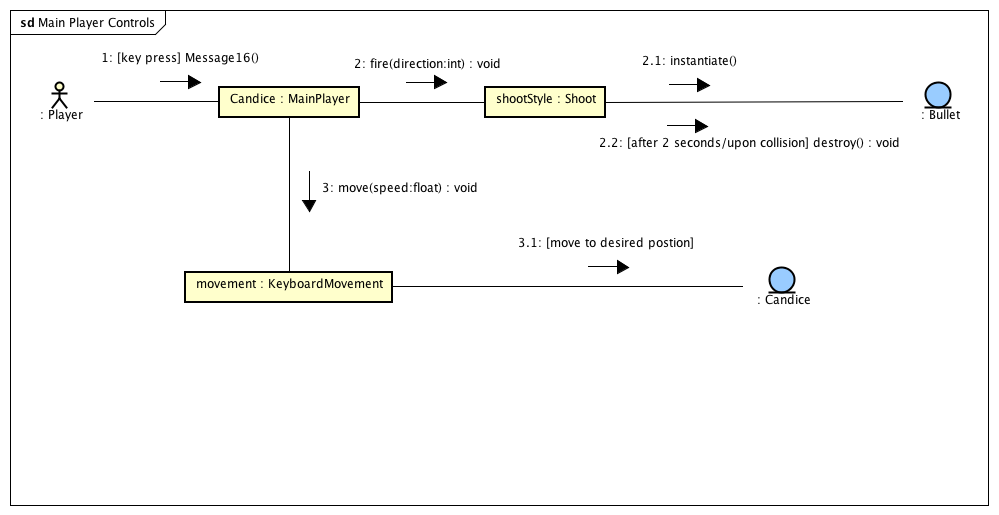 sd Main Player Controls
1: [key press] Message16()
2: fire(direction:int) : void
2.1: instantiate()
: Player
Candice : MainPlayer
shootStyle : Shoot
: Bullet
2.2: [after 2 seconds/upon collision] destroy() : void
3: move(speed:float) : void
3.1: [move to desired postion]
movement : KeyboardMovement
: Candice